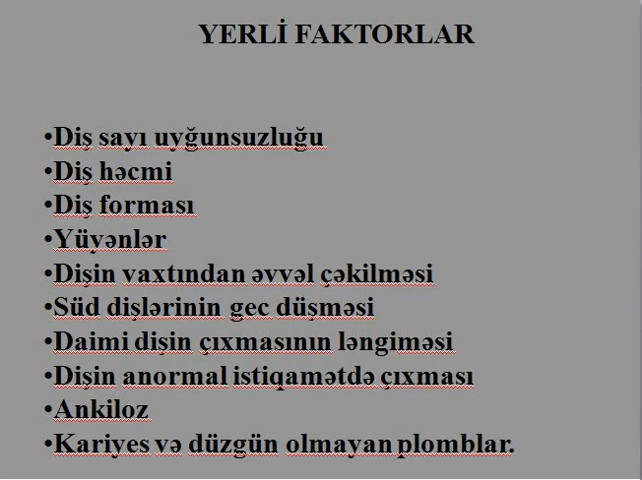 YERLİ FAKTORLAR
•Diş sayı uyğunsuzluğu
•Diş həcmi
•Diş forması
•Yüyənlər
•Dişin vaxtından əvvəl çəkilməsi
•Süd dişlərinin gec düşməsi
•Daimi dişin çıxmasının ləngiməsi
•Dişin anormal istiqamətdə çıxması
•Ankiloz
•Kariyes və düzgün olmayan plomblar.